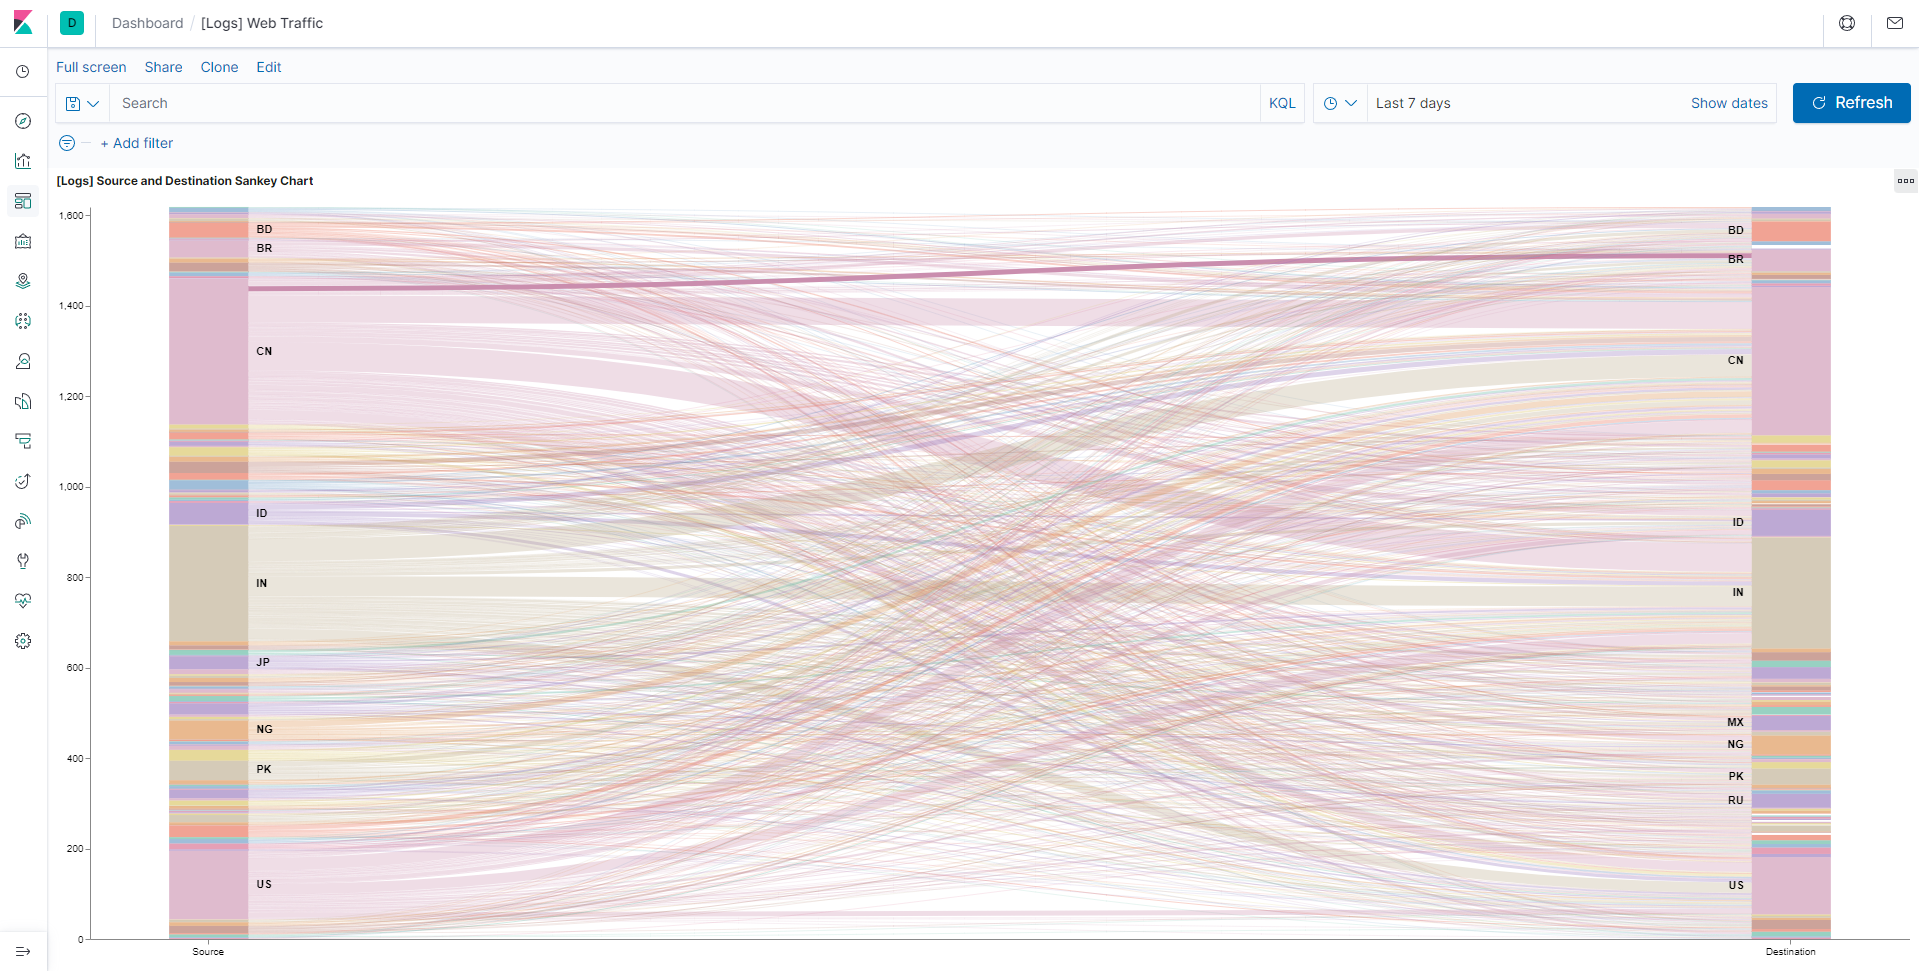 D Dashboard / [Logs] Web Traffic
Full screen Share Clone Edit
Search KQL Last 7 days Show dates Refresh
+ Add filter
[Logs] Source and Destination Sankey Chart
1,600
1,400
1,200
1,000
800
600
400
200
0
BD
BR
CN
ID
IN
JP
NG
PK
US
BD
BR
CN
ID
IN
MX
NG
PK
RU
US
Source Destination